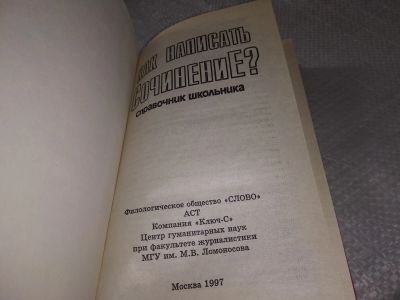 КАК НАПИСАТЬ
СОЧИНЕНИЕ?
справочник школьника
Филологическое общество «СЛОВО»
АСТ
Компания «Ключ-С»
Центр гуманитарных наук
при факультете журналистики
МГУ им. М.В. Ломоносова
Москва 1997